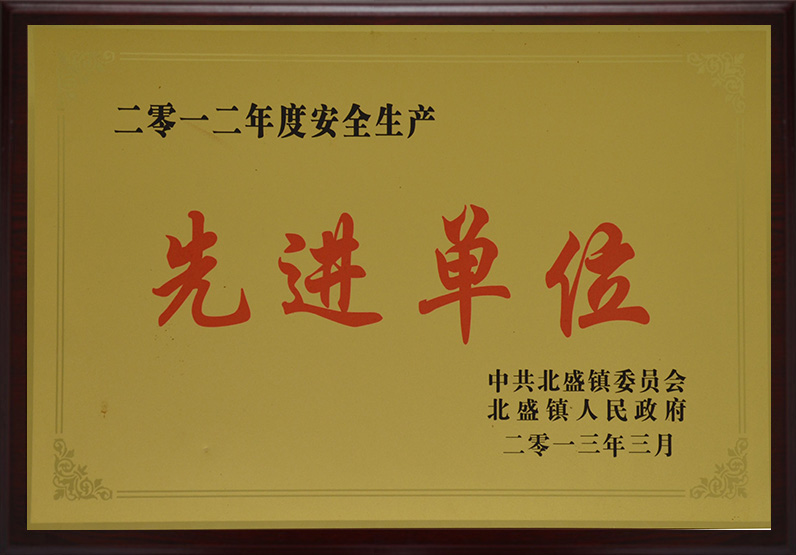 二零一二年度安全生产
先进单位
中共北盛镇委员会
北盛镇人民政府
二零一三年三月